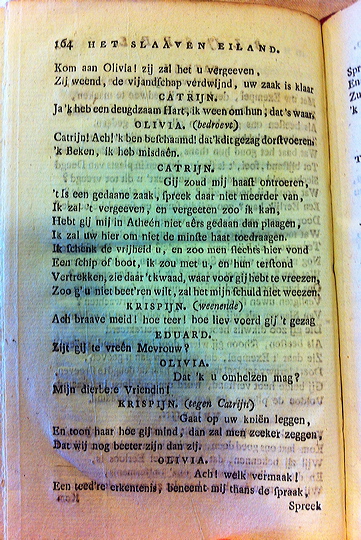 164 HET SLAAVEN EILAND.
Kom aan Olivia! zij zal het u vergeeven,
Zij weend, de vijandſchap verdwijnd, uw zaak is klaar
CATRIJN.
Ja 'k heb een deugdzaam Hart, ik ween om hun, dat's waar,
OLIVIA. (bedroeve)
Catrijn! Ach! 'k ben beſchaamd! dat 'k dit gezag dorſt voeren
'k Beken, ik heb misdaên.
CATRIJN.
Gij zoud mij haaſt ontroeren,
't Is een gedaane zaak, ſpreek daar niet meerder van,
Ik zal 't vergeeven, en vergeeten zoo ik kan,
Hebt gij mij in Atheén niet aêrs gedaan dan plaagen,
Ik zal uw hier om niet de minſte haat toedraagen.
Ik ſchenk de vrijheid u, en zoo men ſlechts hier vond
Een ſchip of boot, ik zou met u, en hun terſtond
Vertrekken, zie daar 't kwaad, waar voor gij hebt te vreezen,
Zoo g'u niet beet'ren wilt, zal het mijn ſchuld niet weezen.
KRISPIJN. (weenende)
Ach braave meid! hoe teer! hoe liev voerd gij 't gezag
EDUARD.
Zijt gij te vreên Mevrouw?
OLIVIA.
Dat 'k u omhelzen mag?
Mijn dierb're Vriendin!
KRISPIJN. (tegen Catrijn)
Gaat op uw kniën leggen,
En toon haar hoe gij mind, dan zal men zeeker zeggen,
Dat wij nog beeter zijn dan zij.
OLIVIA.
Ach! welk vermaak!
Een teed're erkentenis, beneemt mij thans de ſpraak,
Spreek